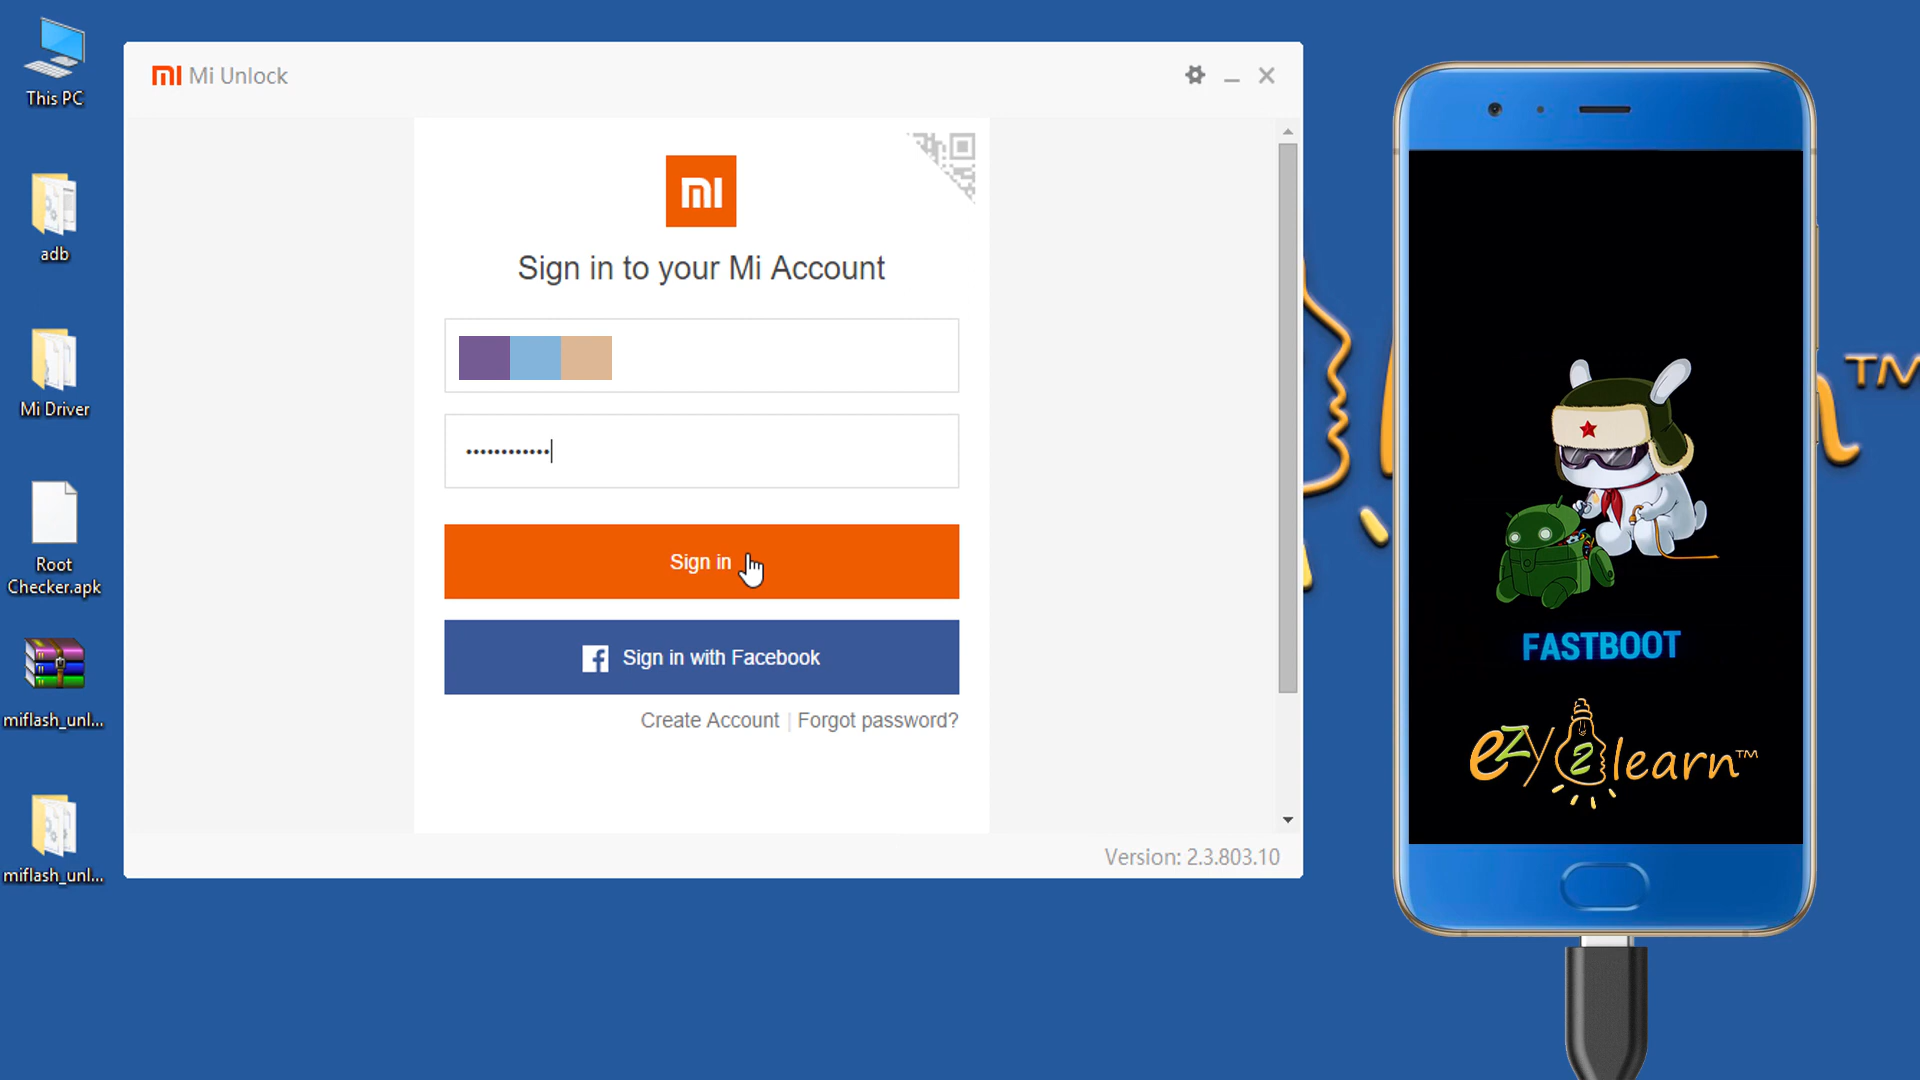 This PC
adb
Mi Driver
Root
Checker.apk
miflash_unl...
miflash_unl...
mi Mi Unlock
mi
Sign in to your Mi Account
••••••••••••
Sign in
f Sign in with Facebook
Create Account | Forgot password?
Version: 2.3.803.10
FASTBOOT
ezy2learn™
TM